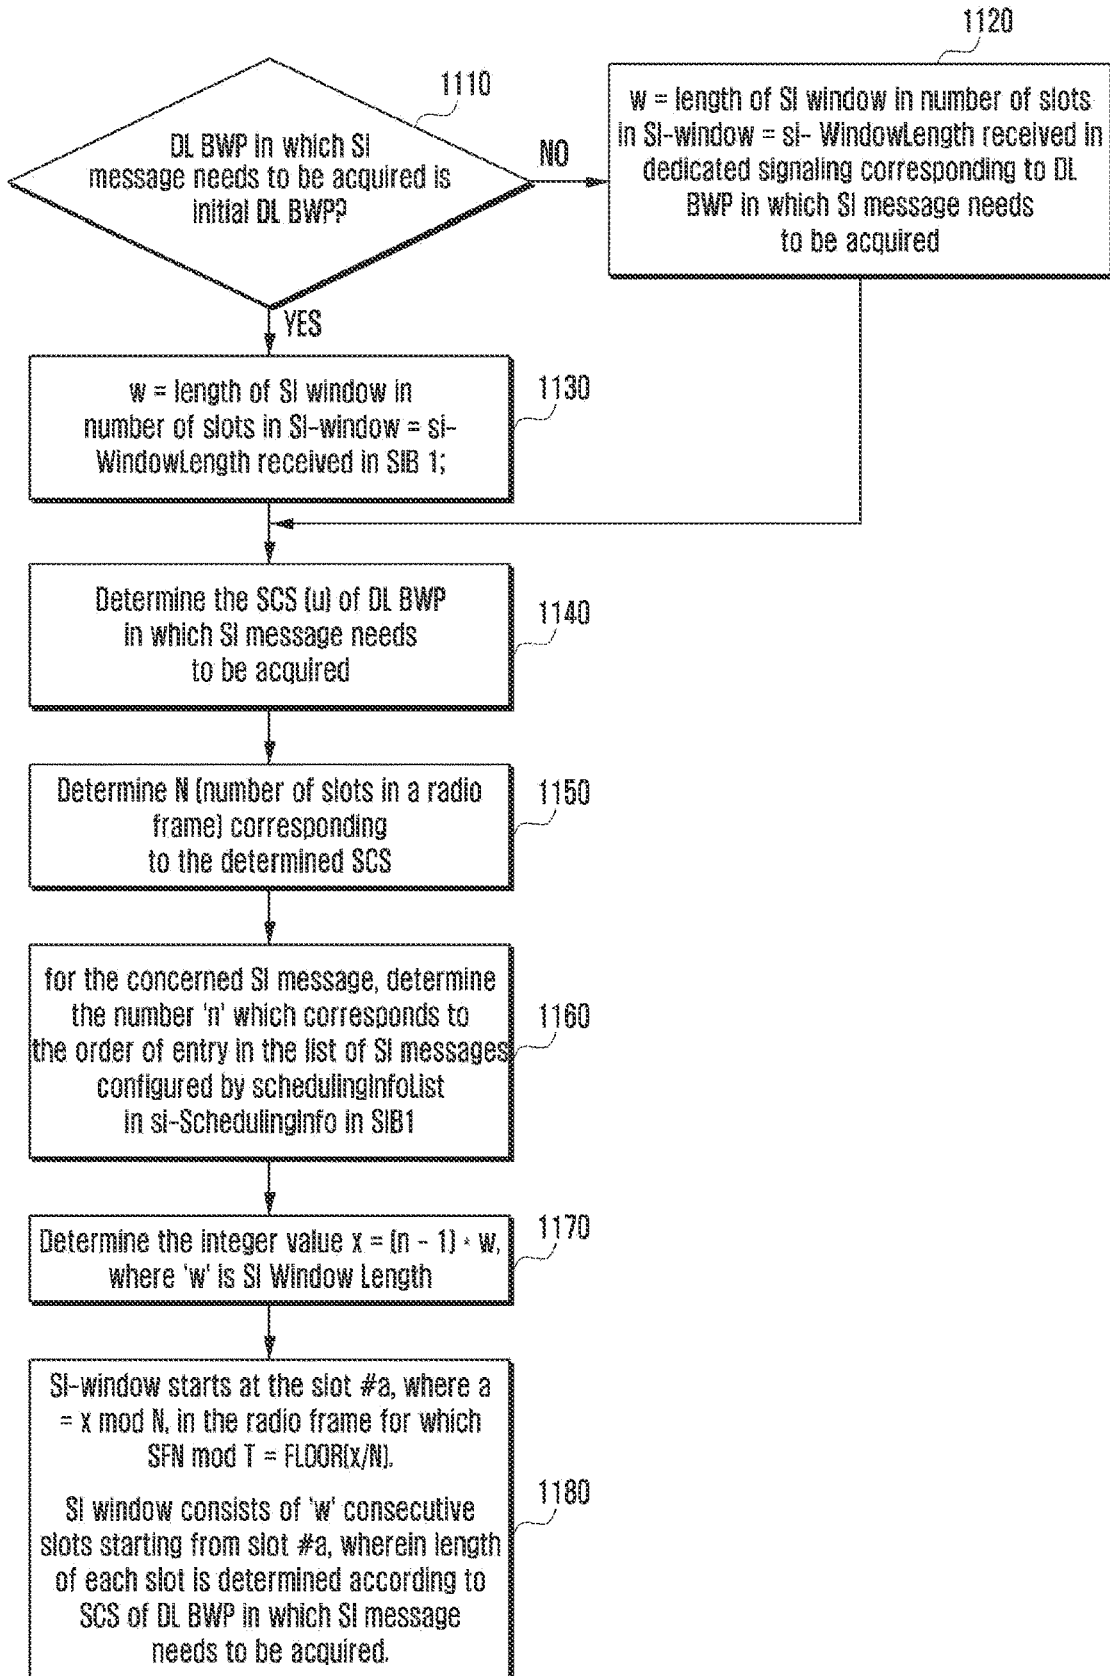 1110
DL BWP in which SI
message needs to be acquired is
initial DL BWP?
NO
1120
w = length of SI window in number of slots
in SI-window = si- WindowLength received in
dedicated signaling corresponding to DL
BWP in which SI message needs
to be acquired
YES
w = length of SI window in
number of slots in SI-window = si-
WindowLength received in SIB 1;
1130
Determine the SCS (u) of DL BWP
in which SI message needs
to be acquired
1140
Determine N (number of slots in a radio
frame) corresponding
to the determined SCS
1150
for the concerned SI message, determine
the number 'n' which corresponds to
the order of entry in the list of SI messages
configured by schedulingInfoList
in si-SchedulingInfo in SIB1
1160
Determine the integer value x = (n - 1) * w,
where 'w' is SI Window Length
1170
SI-window starts at the slot #a, where a
= x mod N, in the radio frame for which
SFN mod T = FLOOR(x/N).
SI window consists of 'w' consecutive
slots starting from slot #a, wherein length
of each slot is determined according to
SCS of DL BWP in which SI message
needs to be acquired.
1180